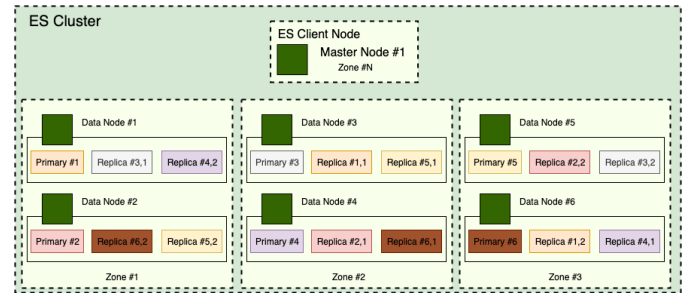 ES Cluster
ES Client Node
Master Node #1
Zone #N
Data Node #1
Primary #1 Replica #3,1 Replica #4,2
Data Node #2
Primary #2 Replica #6,2 Replica #5,2
Zone #1
Data Node #3
Primary #3 Replica #1,1 Replica #5,1
Data Node #4
Primary #4 Replica #2,1 Replica #6,1
Zone #2
Data Node #5
Primary #5 Replica #2,2 Replica #3,2
Data Node #6
Primary #6 Replica #1,2 Replica #4,1
Zone #3